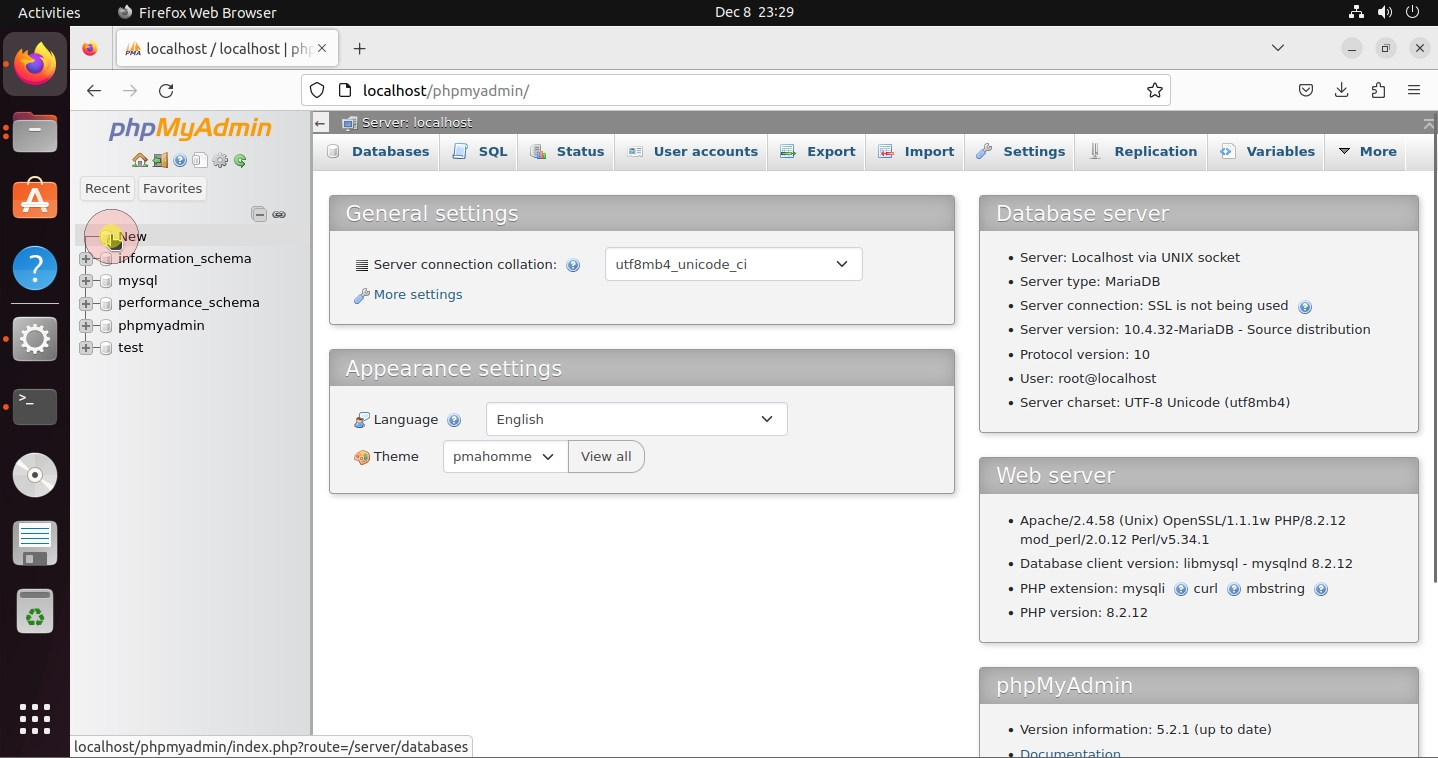 Activities
Firefox Web Browser
Dec 8 23:29
PMA
localhost / localhost | php
localhost/phpmyadmin/
phpMyAdmin
Recent
Favorites
New
information_schema
mysql
performance_schema
phpmyadmin
test
Server: localhost
Databases
SQL
Status
User accounts
Export
Import
Settings
Replication
Variables
More
General settings
Server connection collation:
utf8mb4_unicode_ci
More settings
Appearance settings
Language
English
Theme
pmahomme
View all
Database server
Server: Localhost via UNIX socket
Server type: MariaDB
Server connection: SSL is not being used
Server version: 10.4.32-MariaDB - Source distribution
Protocol version: 10
User: root@localhost
Server charset: UTF-8 Unicode (utf8mb4)
Web server
Apache/2.4.58 (Unix) OpenSSL/1.1.1w PHP/8.2.12
mod_perl/2.0.12 Perl/v5.34.1
Database client version: libmysql - mysqlnd 8.2.12
PHP extension: mysqli curl mbstring
PHP version: 8.2.12
phpMyAdmin
Version information: 5.2.1 (up to date)
Documentation
localhost/phpmyadmin/index.php?route=/server/databases